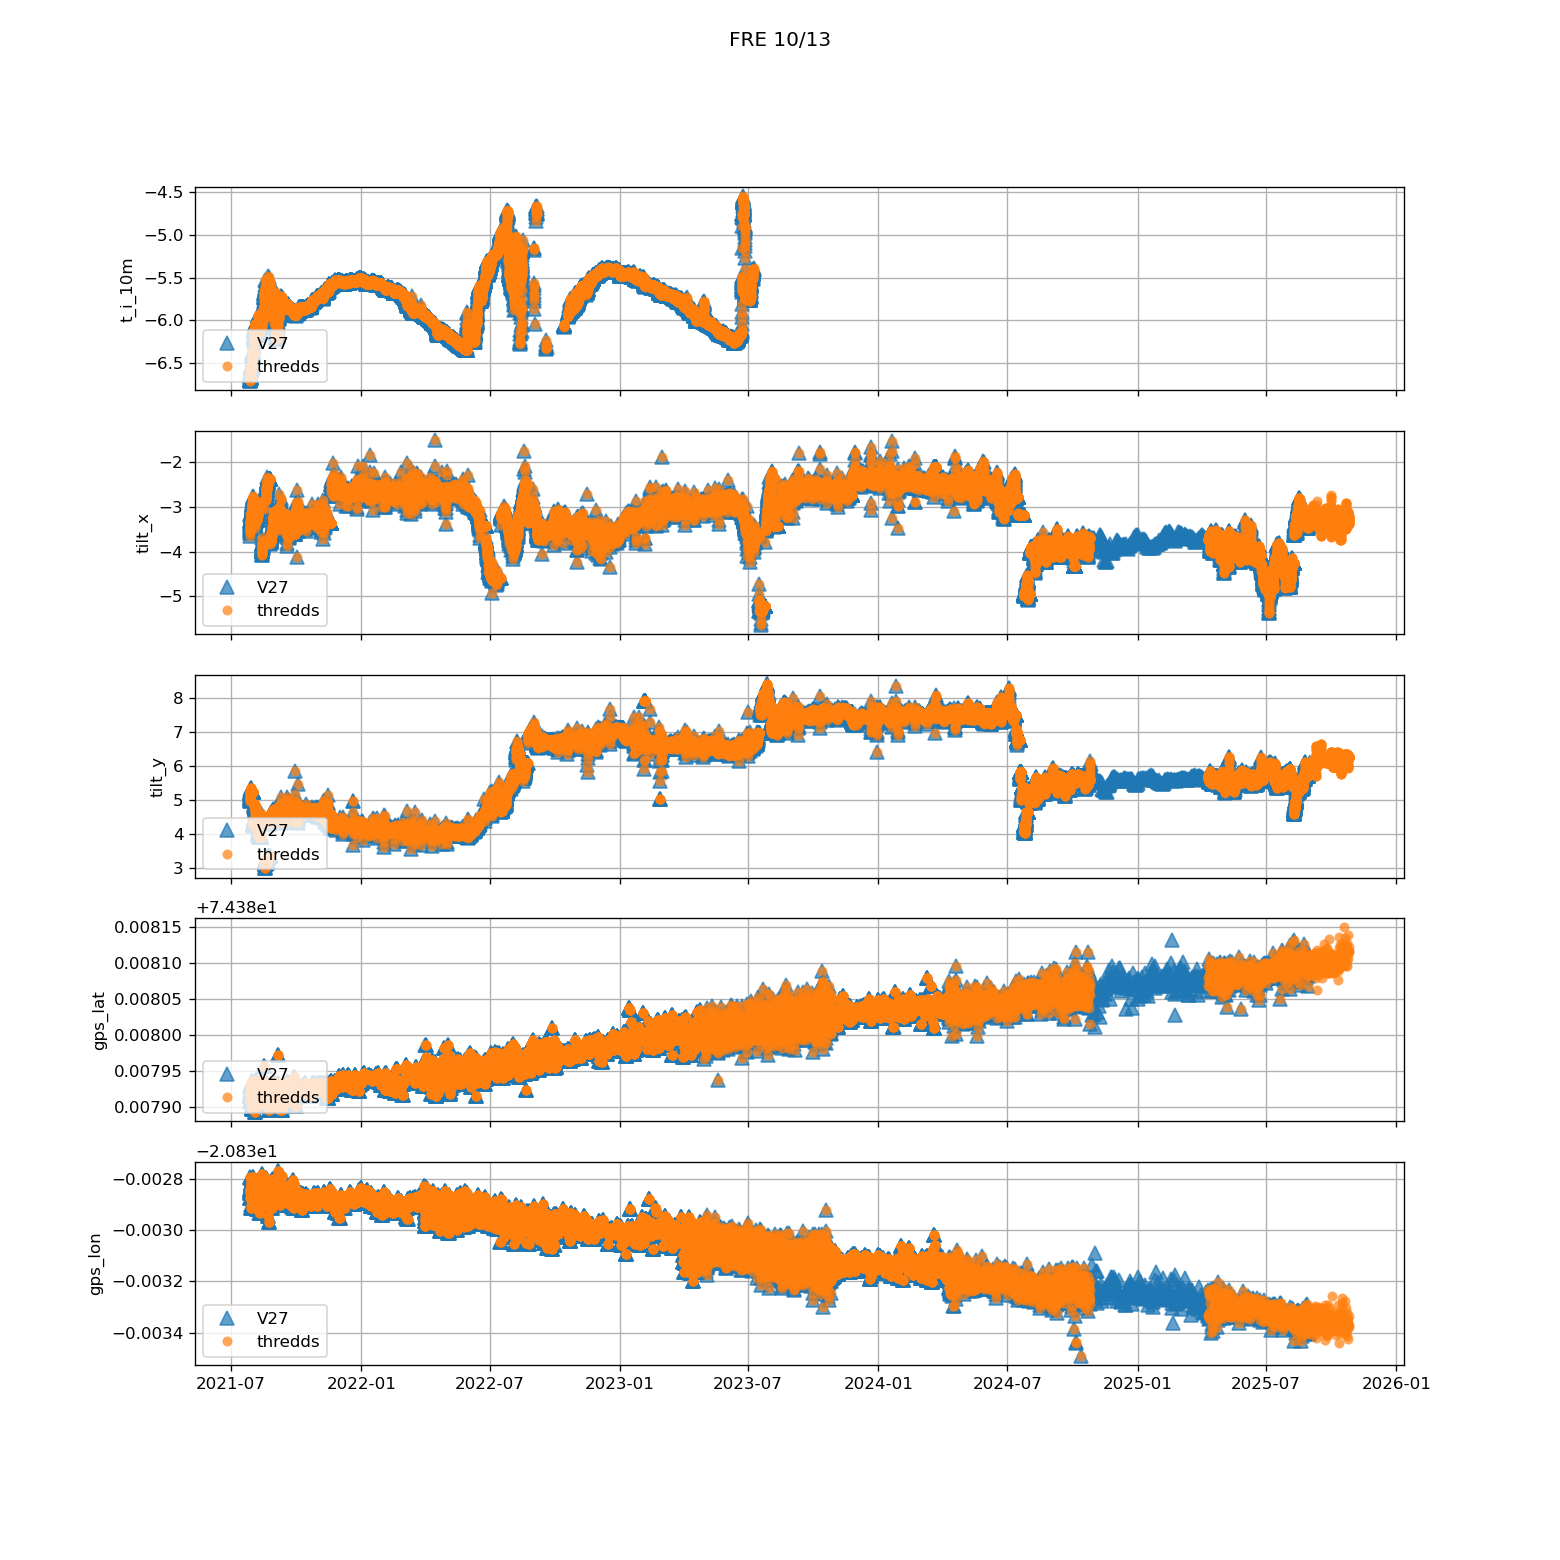 FRE 10/13
−4.5
−5.0
−5.5
−6.0
−6.5
t_i_10m
V27
thredds
−2
−3
−4
−5
tilt_x
V27
thredds
8
7
6
5
4
3
tilt_y
V27
thredds
+7.438e1
0.00815
0.00810
0.00805
0.00800
0.00795
0.00790
gps_lat
V27
thredds
−2.083e1
−0.0028
−0.0030
−0.0032
−0.0034
gps_lon
V27
thredds
2021-07 2022-01 2022-07 2023-01 2023-07 2024-01 2024-07 2025-01 2025-07 2026-01